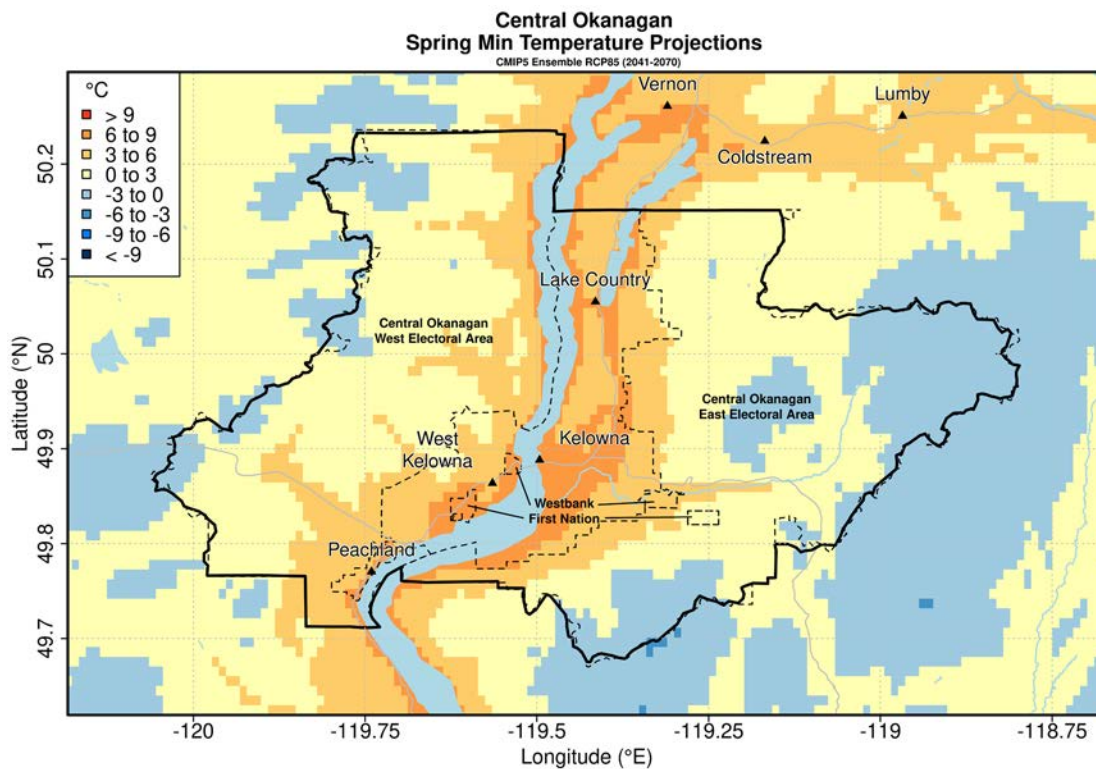 Central Okanagan
Spring Min Temperature Projections
CMIP5 Ensemble RCP85 (2041-2070)
°C
> 9
6 to 9
3 to 6
0 to 3
-3 to 0
-6 to -3
-9 to -6
< -9
Vernon
Lumby
Coldstream
Lake Country
Central Okanagan
West Electoral Area
Central Okanagan
East Electoral Area
West
Kelowna
Kelowna
Westbank
First Nation
Peachland
50.2
50.1
50
49.9
49.8
49.7
Latitude (°N)
-120
-119.75
-119.5
-119.25
-119
-118.75
Longitude (°E)